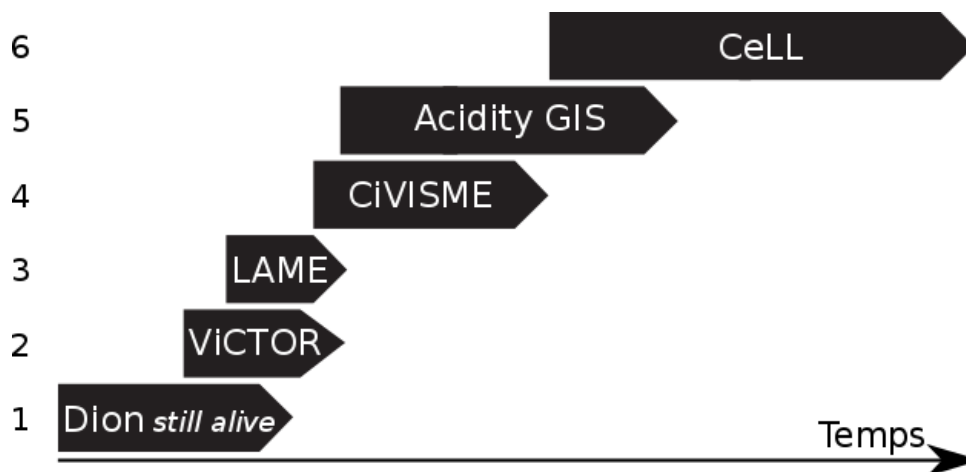 6 CeLL
5 Acidity GIS
4 CiVISME
3 LAME
2 ViCTOR
1 Dion still alive
Temps